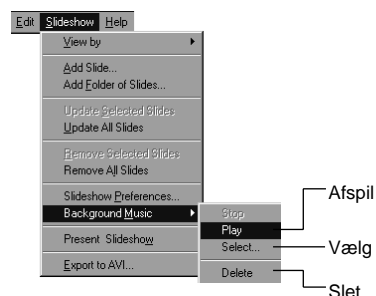 Edit Slideshow Help
View by
Add Slide...
Add Folder of Slides...
Update Selected Slides
Update All Slides
Remove Selected Slides
Remove All Slides
Slideshow Preferences...
Background Music
Present Slideshow
Export to AVI...
Stop
Play
Select...
Delete
Afspil
Vælg
Slet